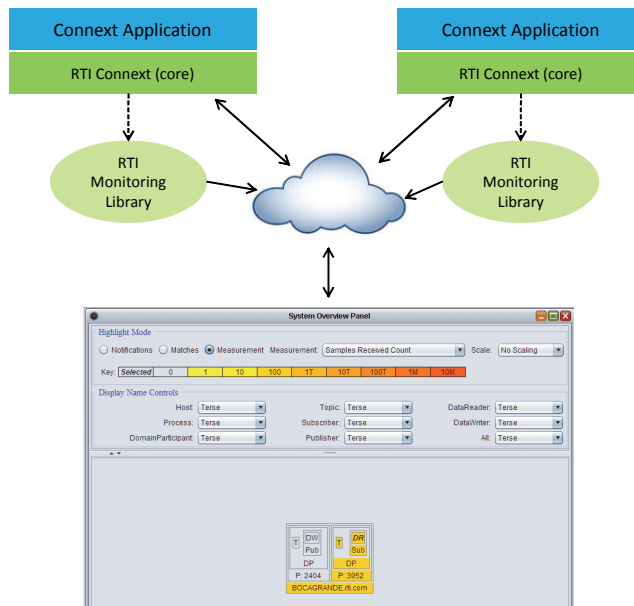 Connext Application
Connext Application
RTI Connext (core)
RTI Connext (core)
RTI
Monitoring
Library
RTI
Monitoring
Library
System Overview Panel
Highlight Mode
Notifications Matches Measurement Measurement: Samples Received Count Scale: No Scaling
Key: Selected 0 1 10 100 1T 10T 100T 1M 10M
Display Name Controls
Host: Terse Topic: Terse DataReader: Terse
Process: Terse Subscriber: Terse DataWriter: Terse
DomainParticipant: Terse Publisher: Terse All: Terse
T DW T DR
Pub Sub
DP DP
P: 2404 P: 3952
BOCAGRANDE.rti.com